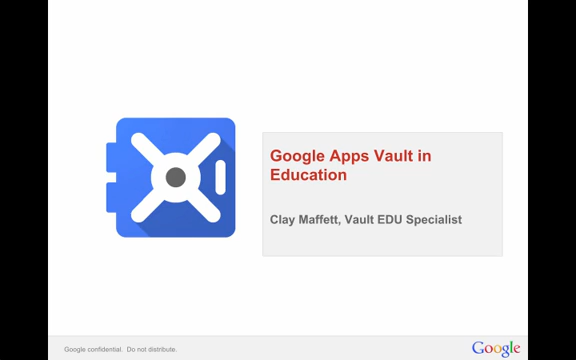 Google Apps Vault in
Education
Clay Maffett, Vault EDU Specialist
Google confidential. Do not distribute.
Google